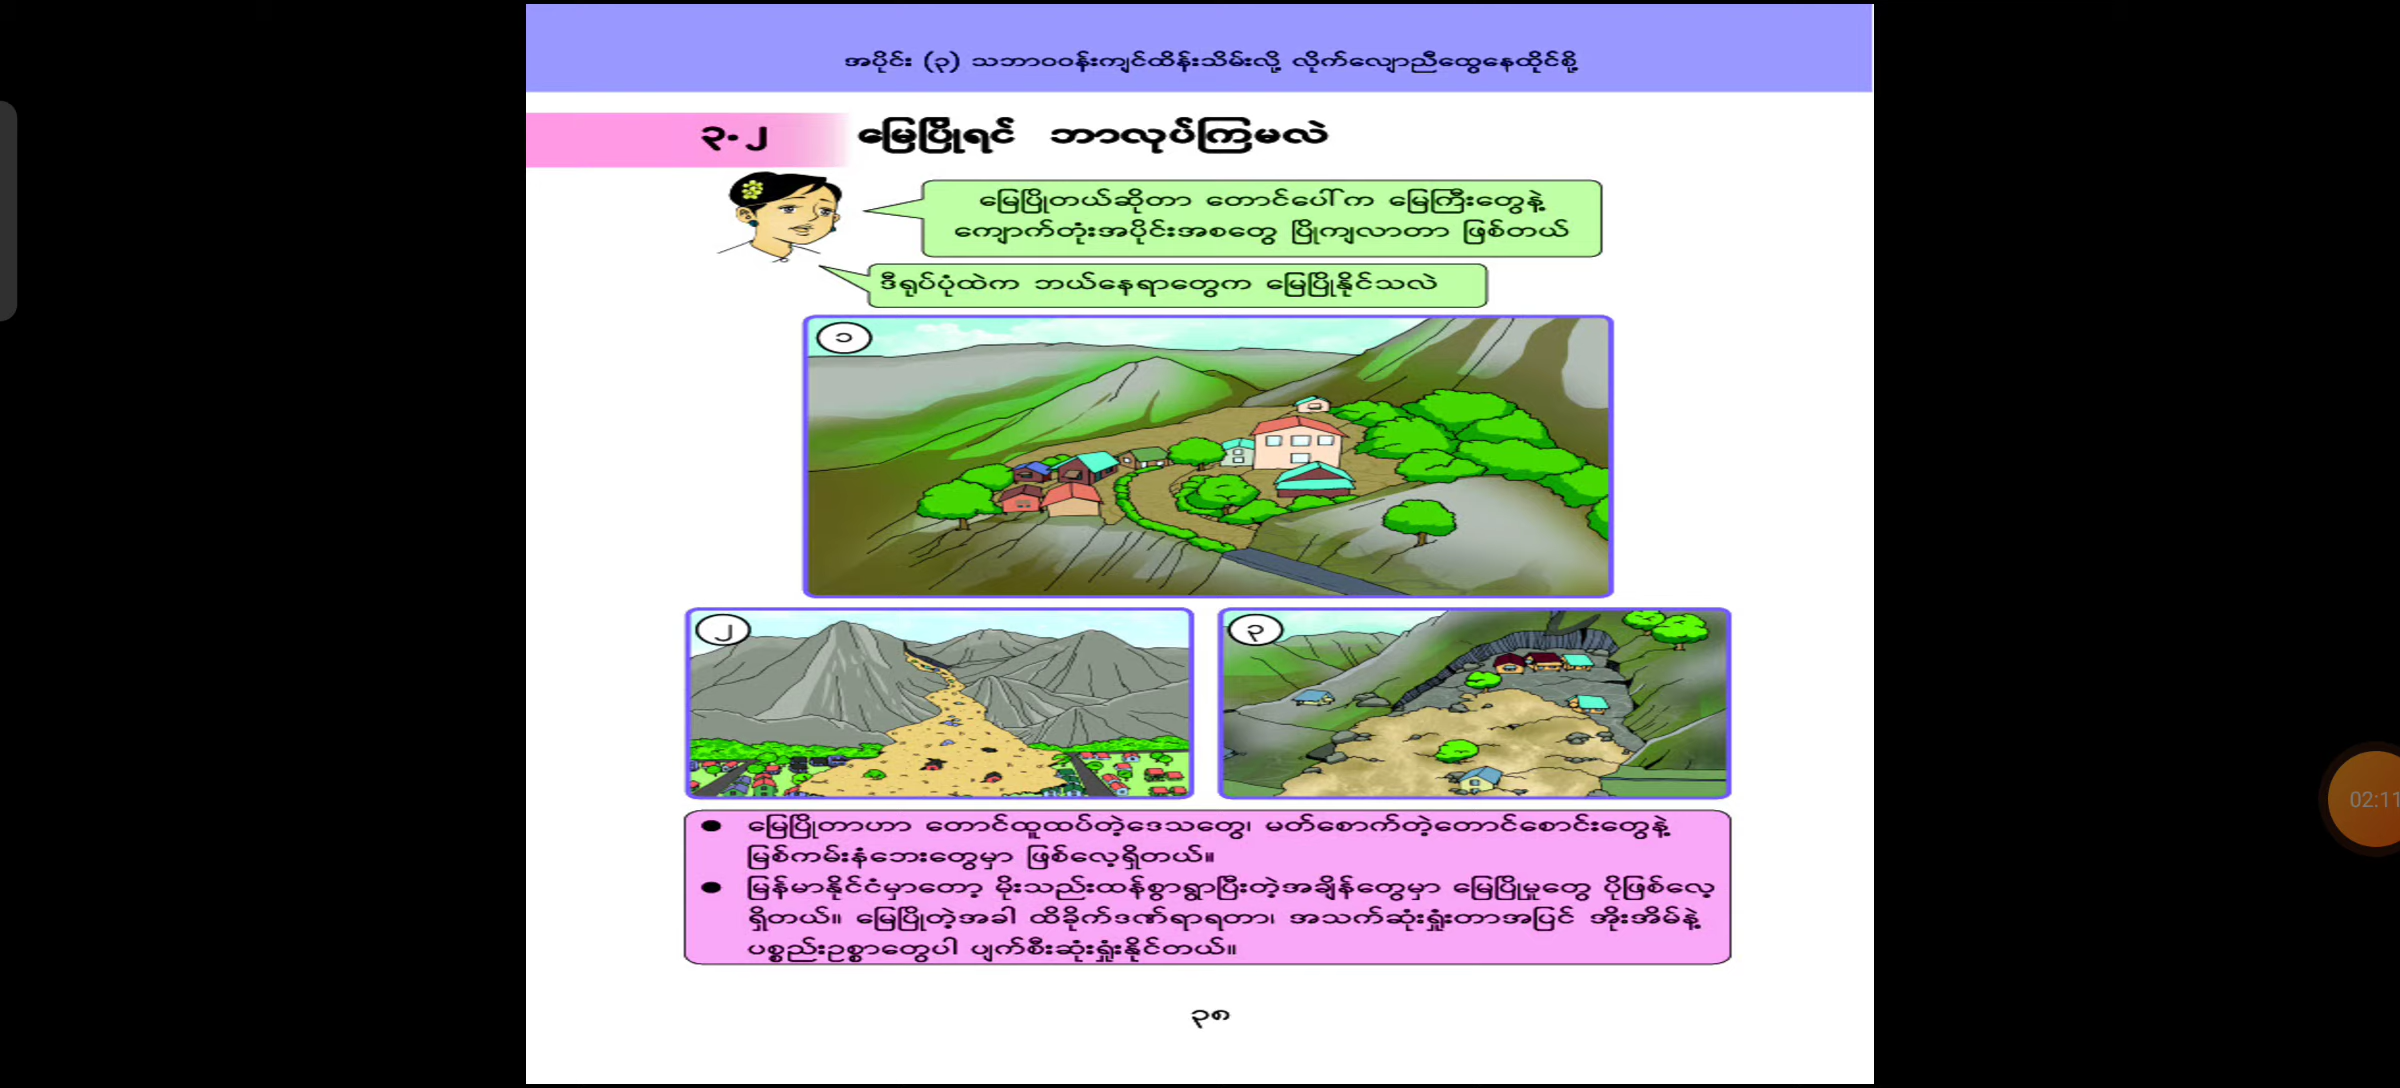 အပိုင်း (၃) သဘာဝဝန်းကျင်ထိန်းသိမ်းလို့ လိုက်လျောညီထွေနေထိုင်စို့
၃.၂ မြေပြိုရင် ဘာလုပ်ကြမလဲ
မြေပြိုတယ်ဆိုတာ တောင်ပေါ်က မြေကြီးတွေနဲ့
ကျောက်တုံးအပိုင်းအစတွေ ပြိုကျလာတာ ဖြစ်တယ်
ဒီရုပ်ပုံထဲက ဘယ်နေရာတွေက မြေပြိုနိုင်သလဲ
၁
၂
၃
● မြေပြိုတာဟာ တောင်ထူထပ်တဲ့ဒေသတွေ၊ မတ်စောက်တဲ့တောင်စောင်းတွေနဲ့
မြစ်ကမ်းနံဘေးတွေမှာ ဖြစ်လေ့ရှိတယ်။
● မြန်မာနိုင်ငံမှာတော့ မိုးသည်းထန်စွာရွာပြီးတဲ့အချိန်တွေမှာ မြေပြိုမှုတွေ ပိုဖြစ်လေ့
ရှိတယ်။ မြေပြိုတဲ့အခါ ထိခိုက်ဒဏ်ရာရတာ၊ အသက်ဆုံးရှုံးတာအပြင် အိုးအိမ်နဲ့
ပစ္စည်းဥစ္စာတွေပါ ပျက်စီးဆုံးရှုံးနိုင်တယ်။
၃၈
02:11